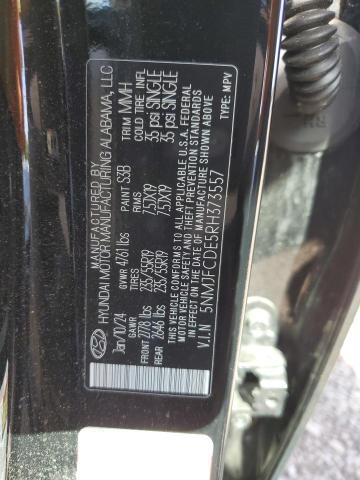 MANUFACTURED BY
HYUNDAI MOTOR MANUFACTURING ALABAMA, LLC
Jan/10/24 GVWR 4761 lbs PAINT S3B TRIM MMH
GAWR TIRES RIMS COLD TIRE INFL
FRONT 2778 lbs 235/55R19 7.5JX19 35 psi SINGLE
REAR 2646 lbs 235/55R19 7.5JX19 35 psi SINGLE
THIS VEHICLE CONFORMS TO ALL APPLICABLE U.S.A. FEDERAL
MOTOR VEHICLE SAFETY AND THEFT PREVENTION STANDARDS
IN EFFECT ON THE DATE OF MANUFACTURE SHOWN ABOVE
V.I.N 5NMJFCDE5RH373557 TYPE: MPV